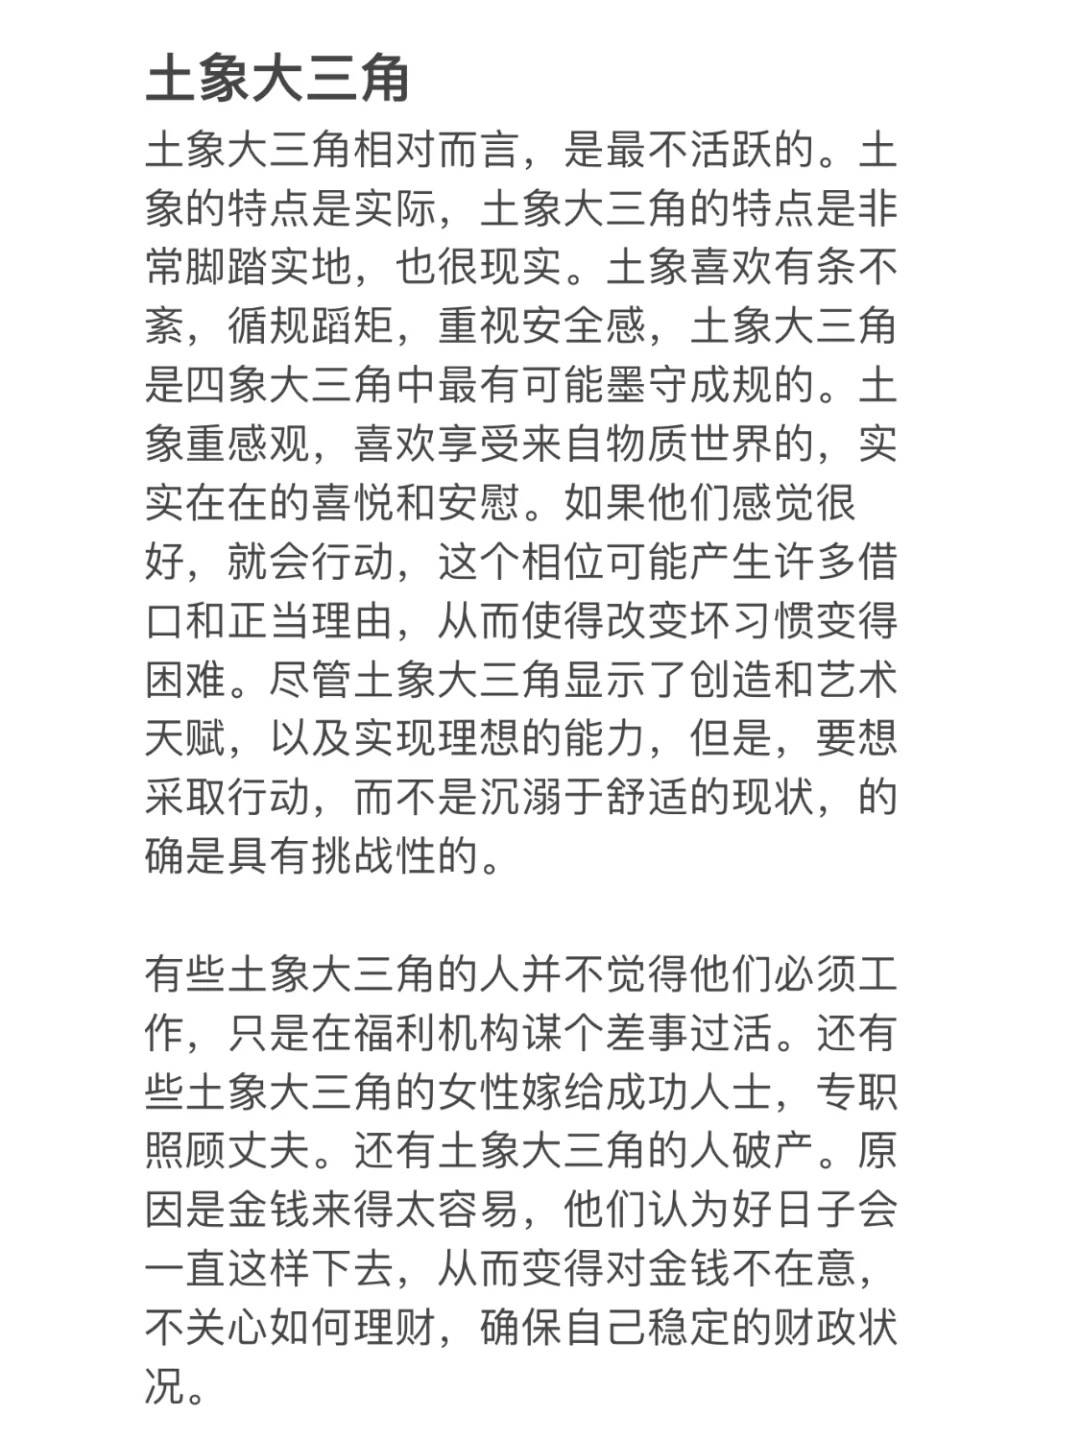 土象大三角
土象大三角相对而言，是最不活跃的。土
象的特点是实际，土象大三角的特点是非
常脚踏实地，也很现实。土象喜欢有条不
紊，循规蹈矩，重视安全感，土象大三角
是四象大三角中最有可能墨守成规的。土
象重感观，喜欢享受来自物质世界的，实
实在在的喜悦和安慰。如果他们感觉很
好，就会行动，这个相位可能产生许多借
口和正当理由，从而使得改变坏习惯变得
困难。尽管土象大三角显示了创造和艺术
天赋，以及实现理想的能力，但是，要想
采取行动，而不是沉溺于舒适的现状，的
确是具有挑战性的。
有些土象大三角的人并不觉得他们必须工
作，只是在福利机构谋个差事过活。还有
些土象大三角的女性嫁给成功人士，专职
照顾丈夫。还有土象大三角的人破产。原
因是金钱来得太容易，他们认为好日子会
一直这样下去，从而变得对金钱不在意，
不关心如何理财，确保自己稳定的财政状
况。